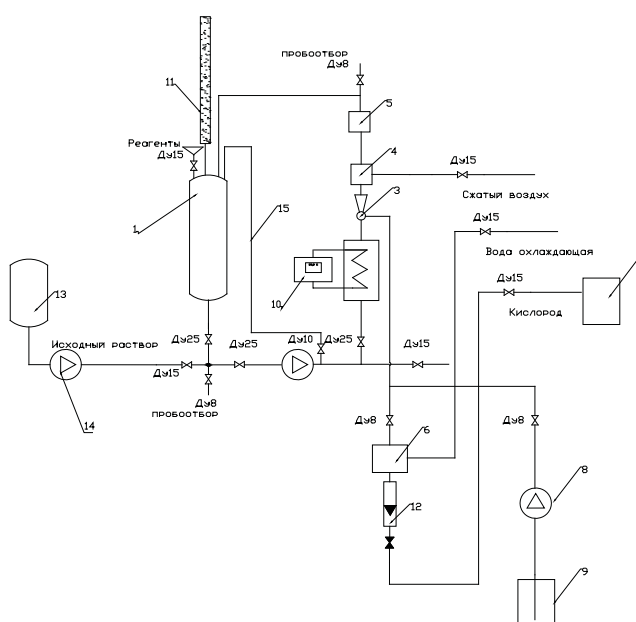 пробоотбор
Ду8
11
5
Реагенты
Ду15
4
Ду15
Сжатый воздух
3
1
15
Ду15
Вода охлаждающая
10
Ду15
Кислород
13
Исходный раствор
Ду25
Ду25
Ду10
Ду25
Ду15
Ду15
Ду8
пробоотбор
14
Ду8
6
Ду8
8
12
9